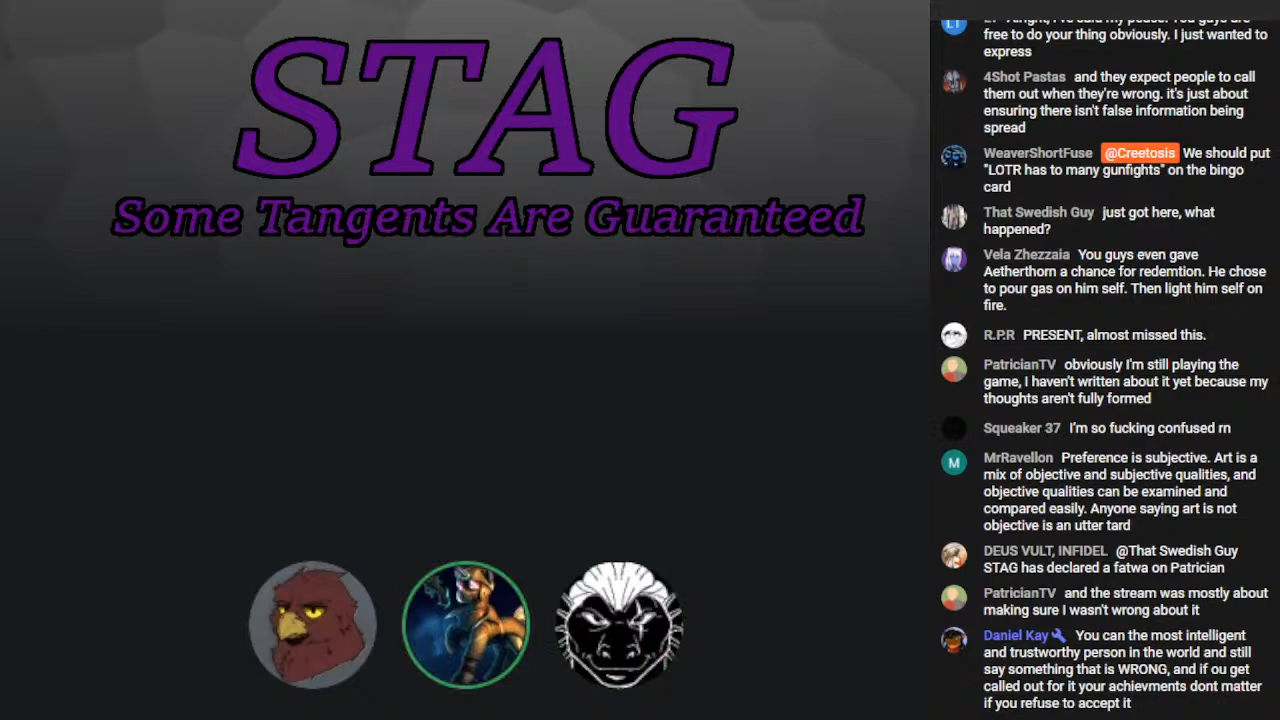 STAG
Some Tangents Are Guaranteed
free to do your thing obviously. I just wanted to
express
4Shot Pastas and they expect people to call
them out when they're wrong. it's just about
ensuring there isn't false information being
spread
WeaverShortFuse @Creetosis We should put
"LOTR has to many gunfights" on the bingo
card
That Swedish Guy just got here, what
happened?
Vela Zhezzaia You guys even gave
Aetherthorn a chance for redemtion. He chose
to pour gas on him self. Then light him self on
fire.
R.P.R PRESENT, almost missed this.
PatricianTV obviously I'm still playing the
game, I haven't written about it yet because my
thoughts aren't fully formed
Squeaker 37 I'm so fucking confused rn
M MrRavellon Preference is subjective. Art is a
mix of objective and subjective qualities, and
objective qualities can be examined and
compared easily. Anyone saying art is not
objective is an utter tard
DEUS VULT, INFIDEL @That Swedish Guy
STAG has declared a fatwa on Patrician
PatricianTV and the stream was mostly about
making sure I wasn't wrong about it
Daniel Kay You can the most intelligent
and trustworthy person in the world and still
say something that is WRONG, and if ou get
called out for it your achievments dont matter
if you refuse to accept it